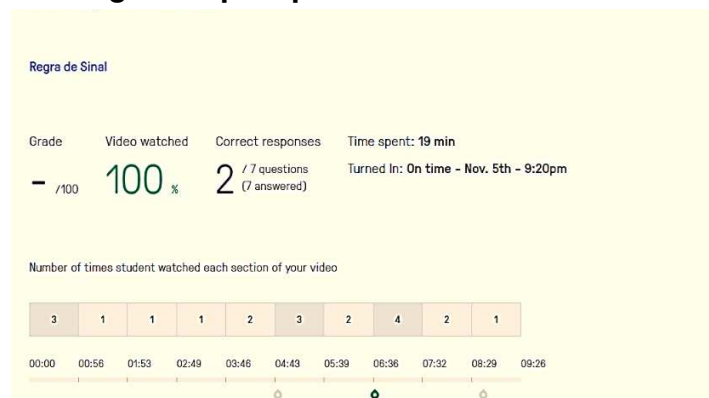 Regra de Sinal
Grade Video watched Correct responses Time spent: 19 min
- /100 100 % 2 / 7 questions (7 answered) Turned In: On time - Nov. 5th - 9:20pm
Number of times student watched each section of your video
3 1 1 1 2 3 2 4 2 1
00:00 00:56 01:53 02:49 03:46 04:43 05:39 06:36 07:32 08:29 09:26